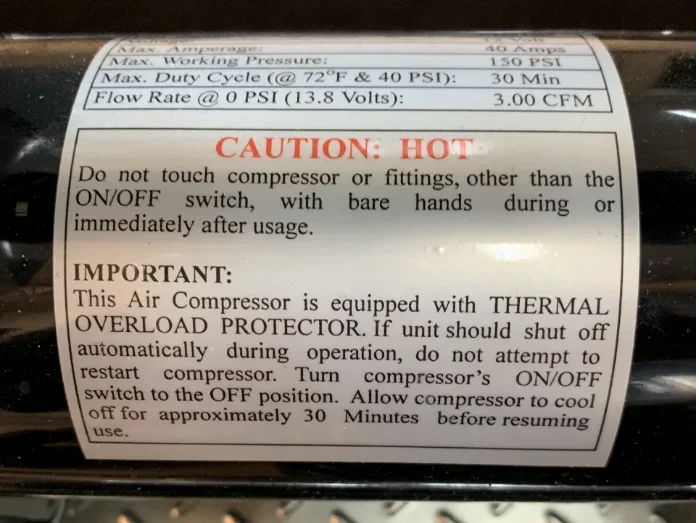 Voltage: 12 Volt
Max. Amperage: 40 Amps
Max. Working Pressure: 150 PSI
Max. Duty Cycle (@ 72°F & 40 PSI): 30 Min
Flow Rate @ 0 PSI (13.8 Volts): 3.00 CFM
CAUTION: HOT
Do not touch compressor or fittings, other than the
ON/OFF switch, with bare hands during or
immediately after usage.
IMPORTANT:
This Air Compressor is equipped with THERMAL
OVERLOAD PROTECTOR. If unit should shut off
automatically during operation, do not attempt to
restart compressor. Turn compressor's ON/OFF
switch to the OFF position. Allow compressor to cool
off for approximately 30 Minutes before resuming
use.